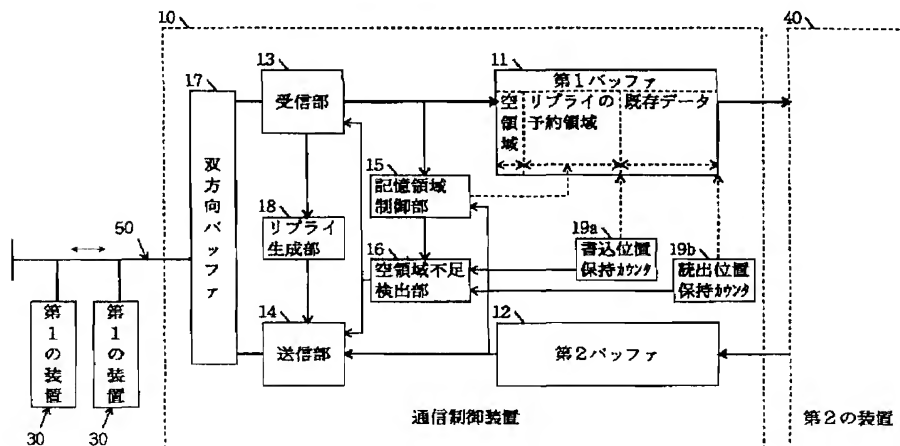 10
40
17
13
11
受信部
第1バッファ
空領域
リプライの予約領域
既存データ
双方向バッファ
15
記憶領域制御部
18
リプライ生成部
50
16
空領域不足検出部
19a
書込位置保持ｶｳﾝﾀ
19b
読出位置保持ｶｳﾝﾀ
14
送信部
12
第2バッファ
第1の装置
第1の装置
30
30
通信制御装置
第2の装置